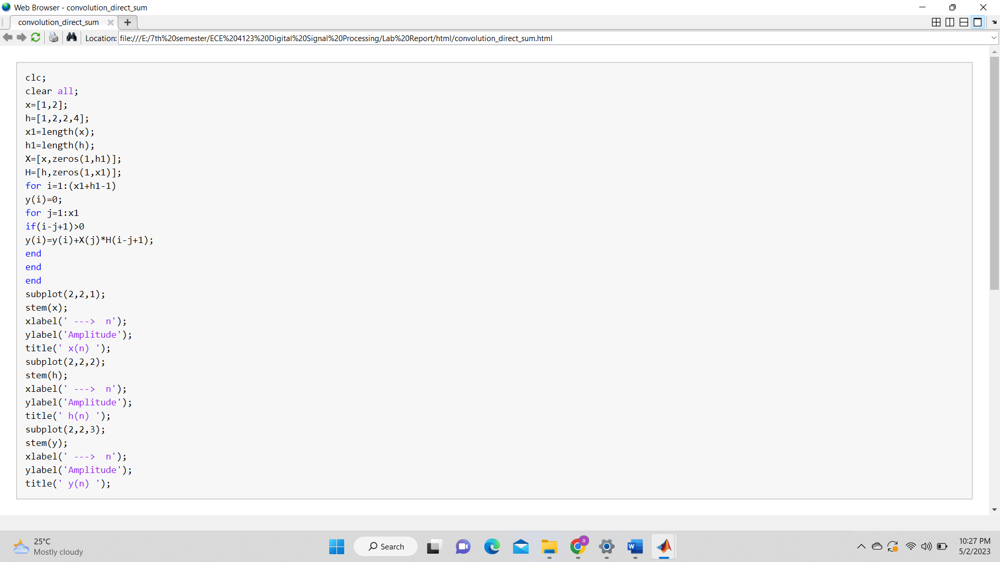 Web Browser - convolution_direct_sum
convolution_direct_sum
Location: file:///E:/7th%20semester/ECE%204123%20Digital%20Signal%20Processing/Lab%20Report/html/convolution_direct_sum.html
clc;
clear all;
x=[1,2];
h=[1,2,2,4];
x1=length(x);
h1=length(h);
X=[x,zeros(1,h1)];
H=[h,zeros(1,x1)];
for i=1:(x1+h1-1)
y(i)=0;
for j=1:x1
if(i-j+1)>0
y(i)=y(i)+X(j)*H(i-j+1);
end
end
end
subplot(2,2,1);
stem(x);
xlabel(' --->  n');
ylabel('Amplitude');
title(' x(n) ');
subplot(2,2,2);
stem(h);
xlabel(' --->  n');
ylabel('Amplitude');
title(' h(n) ');
subplot(2,2,3);
stem(y);
xlabel(' --->  n');
ylabel('Amplitude');
title(' y(n) ');
25°C
Mostly cloudy
Search
a
W
10:27 PM
5/2/2023